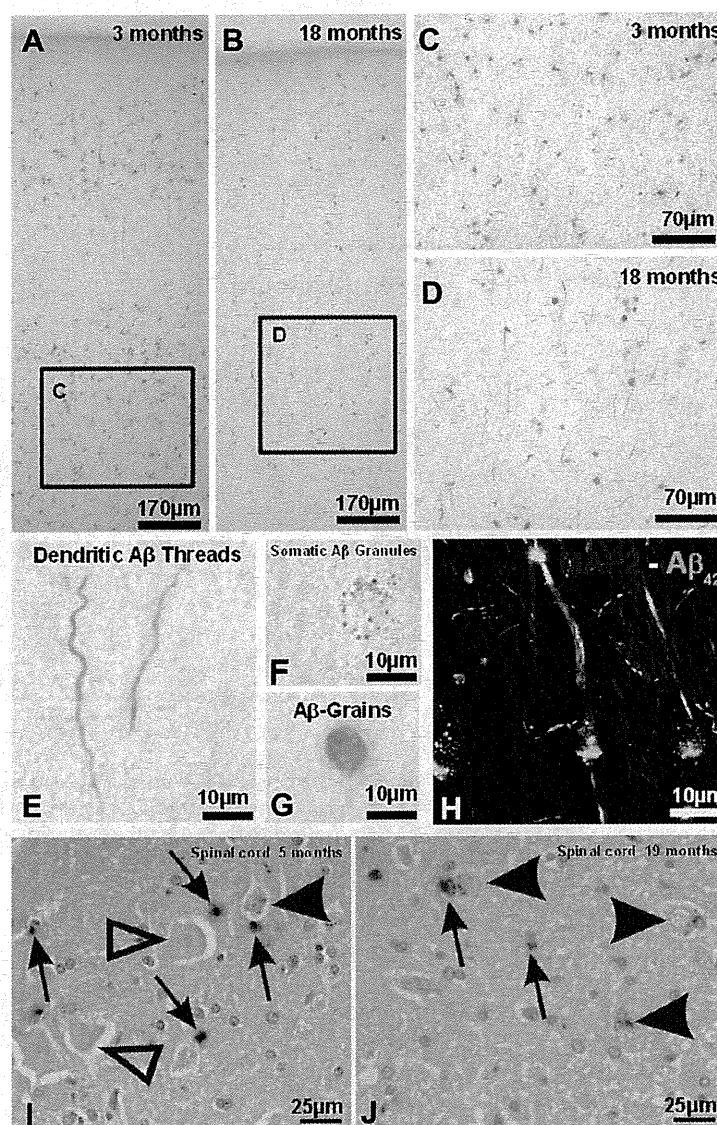 A 3 months
B 18 months
C 3 months
C
D
170µm
170µm
70µm
D 18 months
70µm
Dendritic Aβ Threads
E
10µm
Somatic Aβ Granules
F
10µm
Aβ-Grains
G
10µm
- Aβ42
H
10µm
Spinal cord 5 months
I
25µm
Spinal cord 19 months
J
25µm